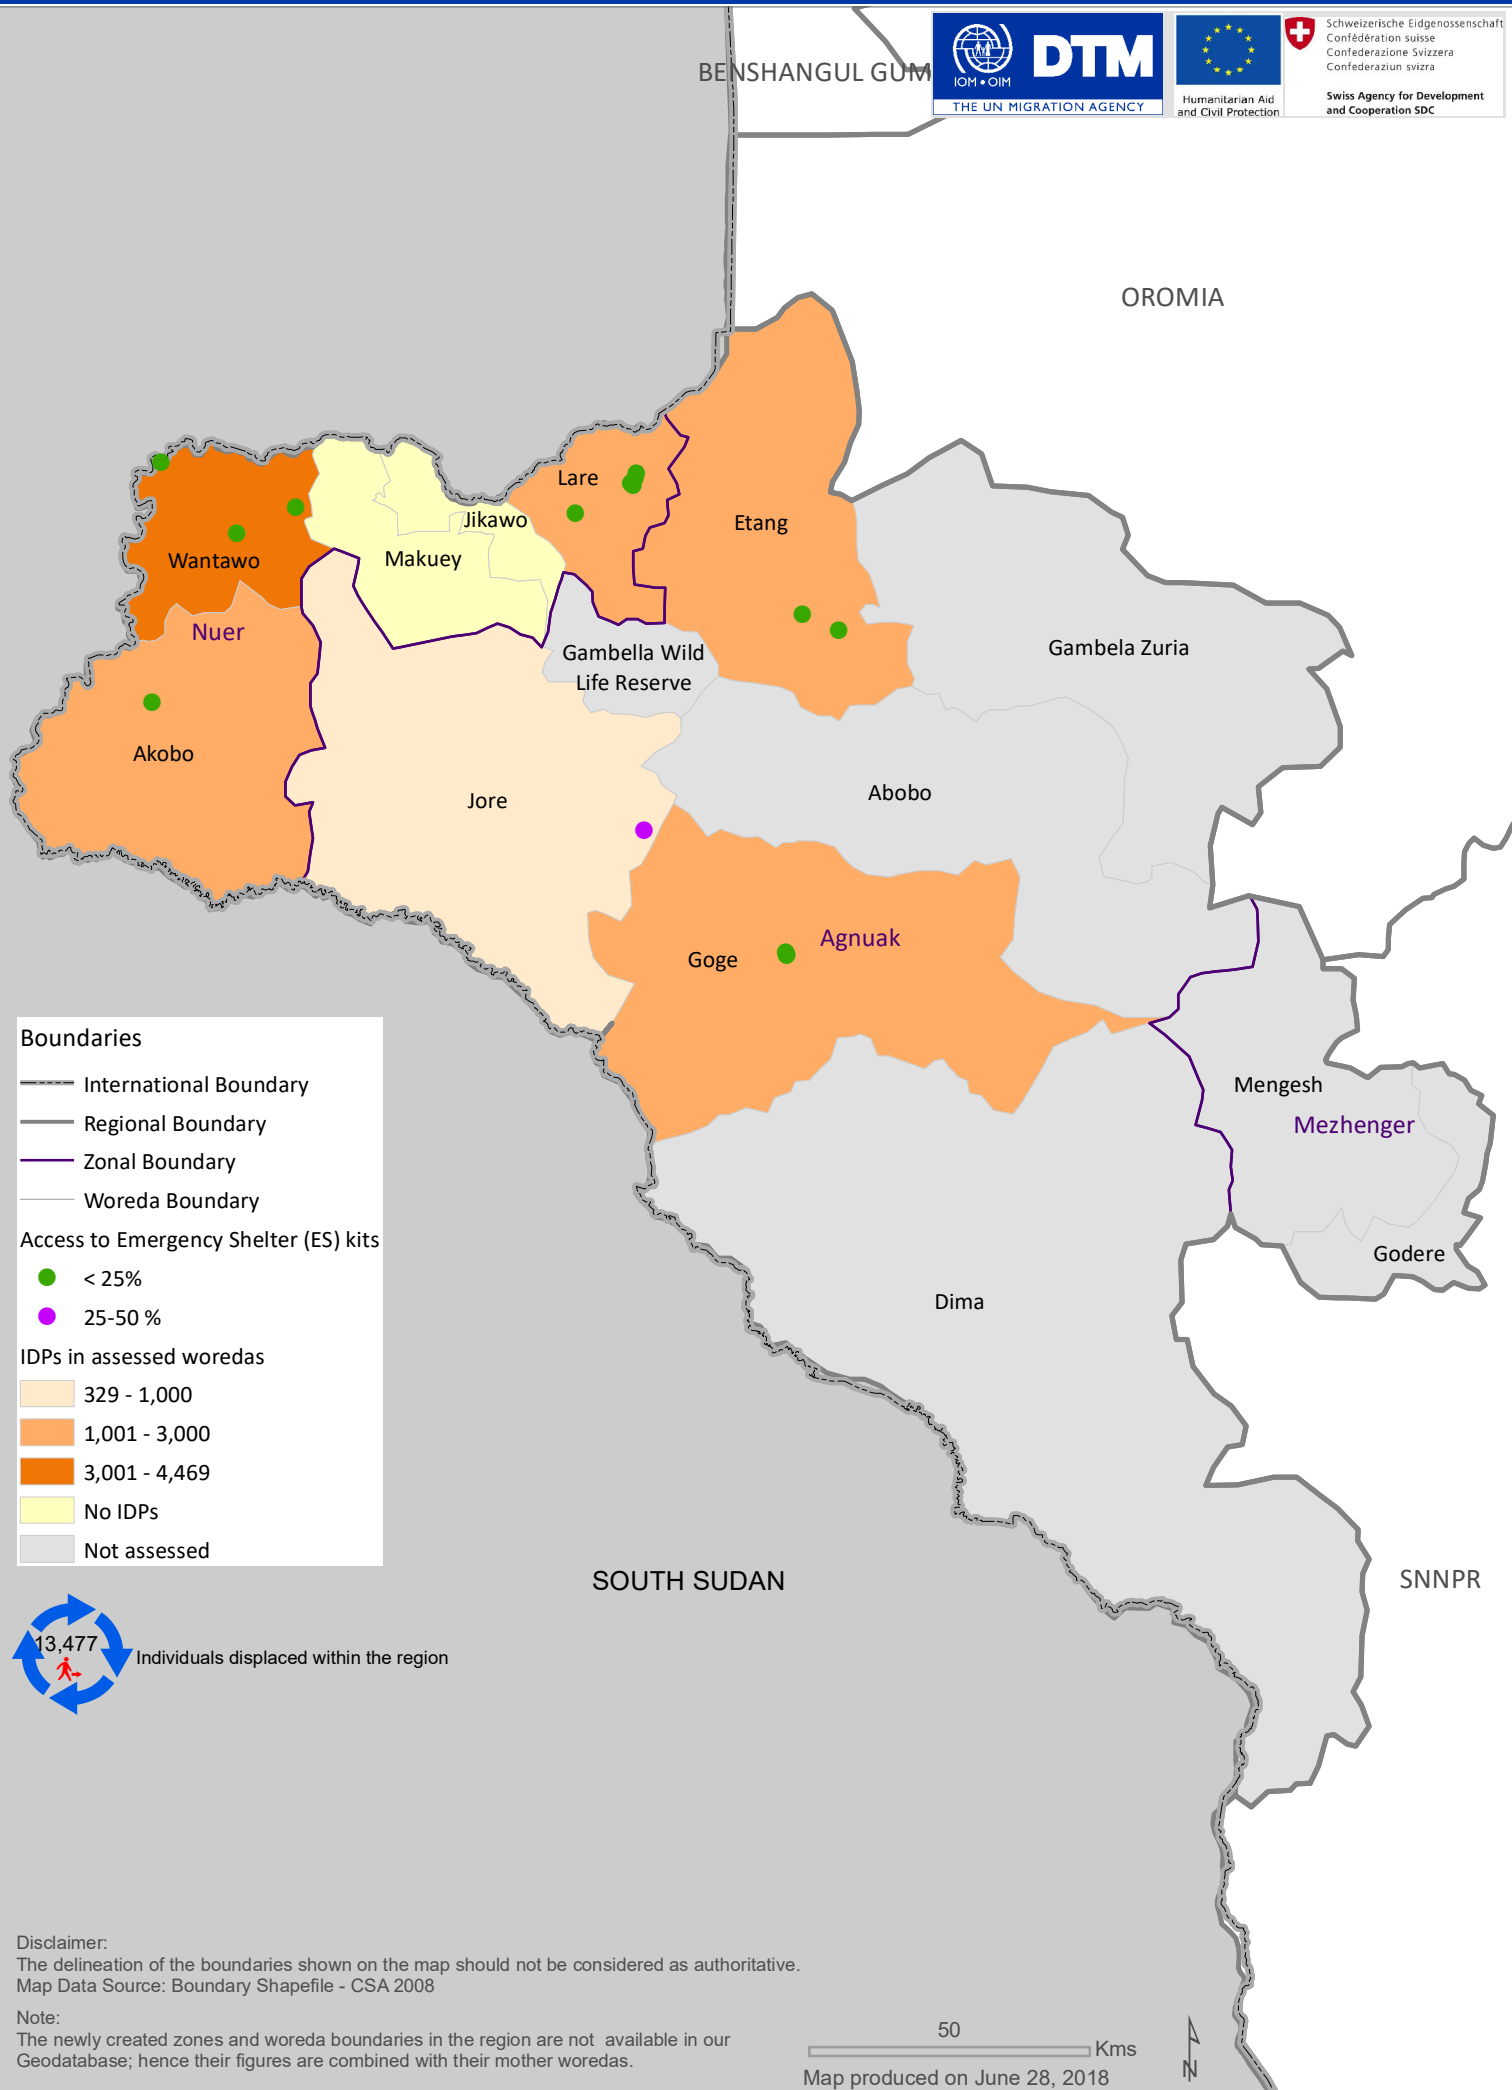 BENSHANGUL GUM
IOM • OIM
DTM
THE UN MIGRATION AGENCY
Humanitarian Aid
and Civil Protection
Schweizerische Eidgenossenschaft
Confédération suisse
Confederazione Svizzera
Confederaziun svizra
Swiss Agency for Development
and Cooperation SDC
OROMIA
Lare
Jikawo
Etang
Wantawo
Makuey
Nuer
Gambella Wild
Life Reserve
Gambela Zuria
Akobo
Jore
Abobo
Goge
Agnuak
Mengesh
Mezhenger
Godere
Dima
SOUTH SUDAN
SNNPR
Boundaries
International Boundary
Regional Boundary
Zonal Boundary
Woreda Boundary
Access to Emergency Shelter (ES) kits
< 25%
25-50 %
IDPs in assessed woredas
329 - 1,000
1,001 - 3,000
3,001 - 4,469
No IDPs
Not assessed
13,477
Individuals displaced within the region
Disclaimer:
The delineation of the boundaries shown on the map should not be considered as authoritative.
Map Data Source: Boundary Shapefile - CSA 2008
Note:
The newly created zones and woreda boundaries in the region are not available in our
Geodatabase; hence their figures are combined with their mother woredas.
50
Kms
Map produced on June 28, 2018
N